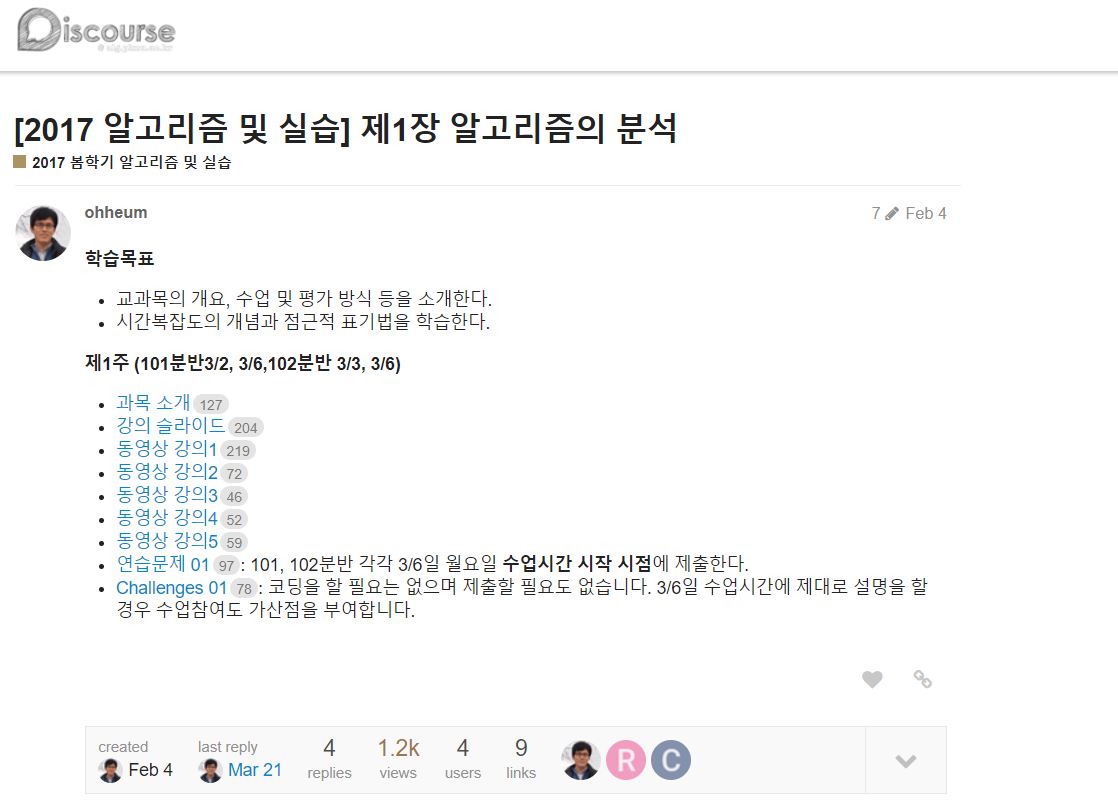 Discourse
[2017 알고리즘 및 실습] 제1장 알고리즘의 분석
2017 봄학기 알고리즘 및 실습
ohheum
7 Feb 4
학습목표
교과목의 개요, 수업 및 평가 방식 등을 소개한다.
시간복잡도의 개념과 점근적 표기법을 학습한다.
제1주 (101분반3/2, 3/6,102분반 3/3, 3/6)
과목 소개 127
강의 슬라이드 204
동영상 강의1 219
동영상 강의2 72
동영상 강의3 46
동영상 강의4 52
동영상 강의5 59
연습문제 01 97 : 101, 102분반 각각 3/6일 월요일 수업시간 시작 시점에 제출한다.
Challenges 01 78 : 코딩을 할 필요는 없으며 제출할 필요도 없습니다. 3/6일 수업시간에 제대로 설명을 할
경우 수업참여도 가산점을 부여합니다.
created last reply 4 1.2k 4 9 R C
Feb 4 Mar 21 replies views users links